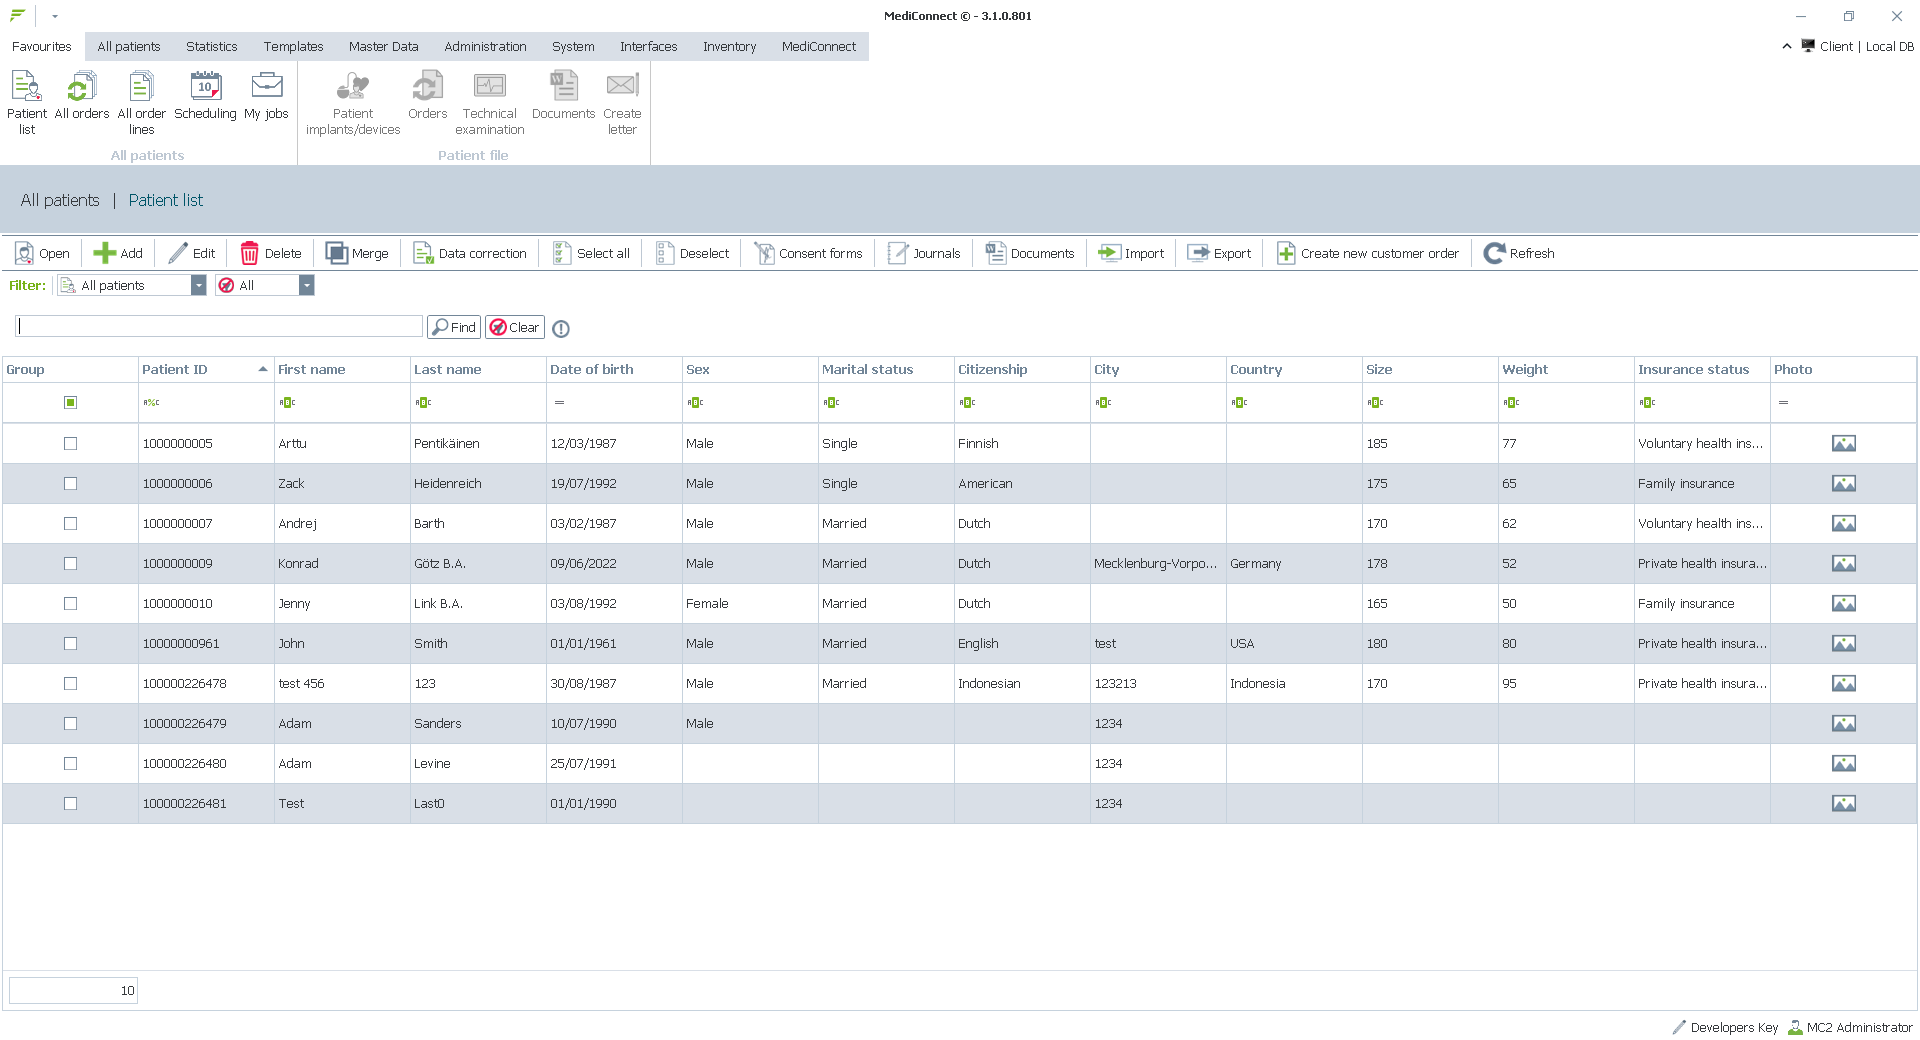 MediConnect © - 3.1.0.801
Favourites All patients Statistics Templates Master Data Administration System Interfaces Inventory MediConnect
Client | Local DB
Patient list All orders All order lines Scheduling My jobs Patient implants/devices Orders Technical examination Documents Create letter
10
All patients Patient file
All patients | Patient list
Open Add Edit Delete Merge Data correction Select all Deselect Consent forms Journals Documents Import Export Create new customer order Refresh
Filter: All patients All
Find Clear
Group Patient ID First name Last name Date of birth Sex Marital status Citizenship City Country Size Weight Insurance status Photo
1000000005 Arttu Pentikäinen 12/03/1987 Male Single Finnish 185 77 Voluntary health ins...
1000000006 Zack Heidenreich 19/07/1992 Male Single American 175 65 Family insurance
1000000007 Andrej Barth 03/02/1987 Male Married Dutch 170 62 Voluntary health ins...
1000000009 Konrad Götz B.A. 09/06/2022 Male Married Dutch Mecklenburg-Vorpo... Germany 178 52 Private health insura...
1000000010 Jenny Link B.A. 03/08/1992 Female Married Dutch 165 50 Family insurance
10000000961 John Smith 01/01/1961 Male Married English test USA 180 80 Private health insura...
100000226478 test 456 123 30/08/1987 Male Married Indonesian 123213 Indonesia 170 95 Private health insura...
100000226479 Adam Sanders 10/07/1990 Male 1234
100000226480 Adam Levine 25/07/1991 1234
100000226481 Test Last0 01/01/1990 1234
10
Developers Key MC2 Administrator